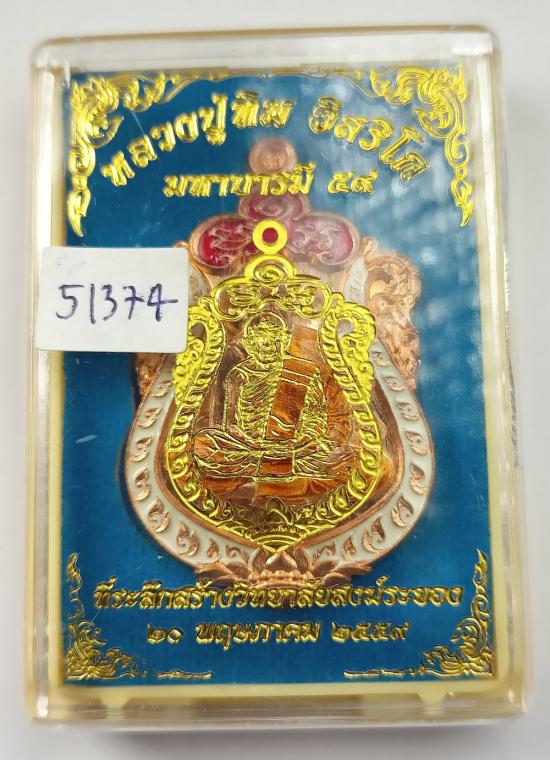 หลวงปู่ทิม อิสริโก
มหาบารมี ๕๙
51374
ที่ระลึกสร้างวิทยาลัยสงฆ์ระยอง
๒๐ พฤษภาคม ๒๕๕๙